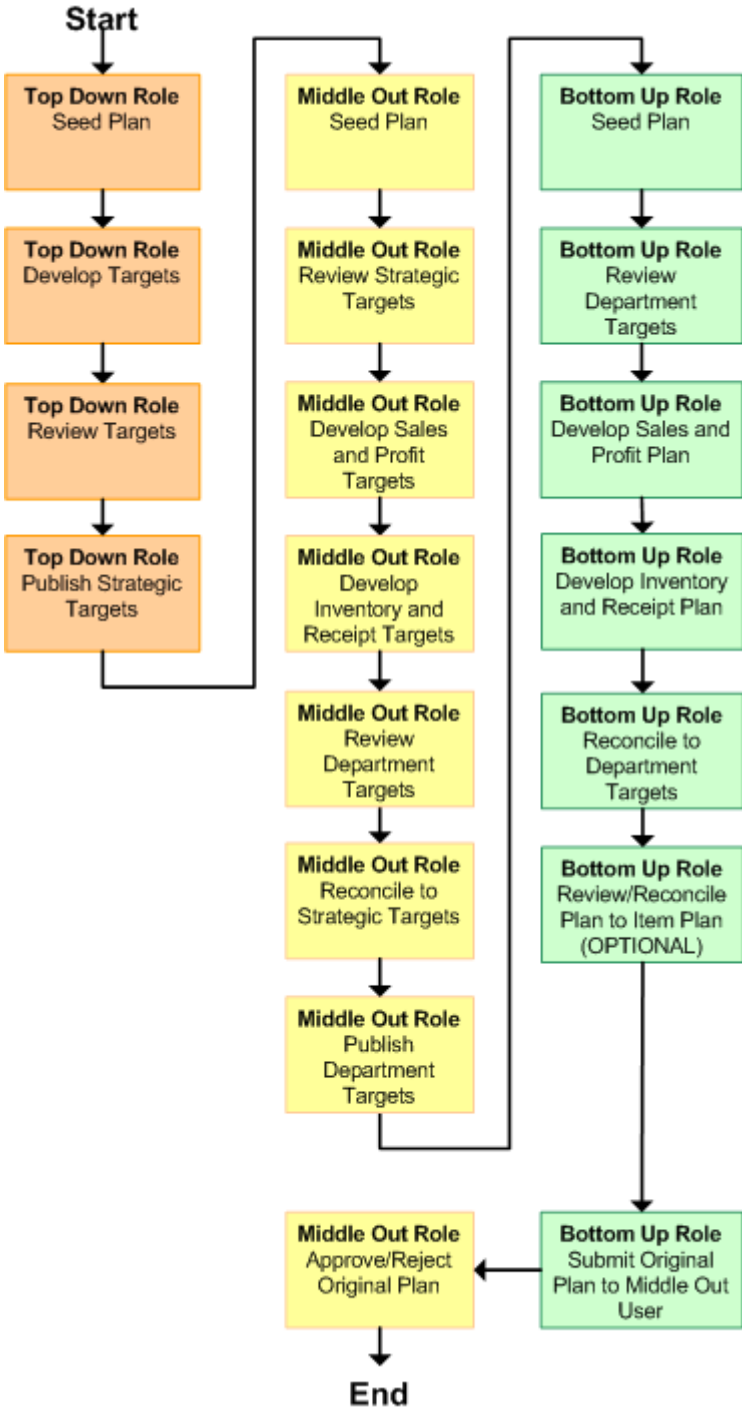 Start
Top Down Role
Seed Plan
Top Down Role
Develop Targets
Top Down Role
Review Targets
Top Down Role
Publish Strategic
Targets
Middle Out Role
Seed Plan
Middle Out Role
Review Strategic
Targets
Middle Out Role
Develop Sales
and Profit
Targets
Middle Out Role
Develop
Inventory and
Receipt Targets
Middle Out Role
Review
Department
Targets
Middle Out Role
Reconcile to
Strategic Targets
Middle Out Role
Publish
Department
Targets
Bottom Up Role
Seed Plan
Bottom Up Role
Review
Department
Targets
Bottom Up Role
Develop Sales and
Profit Plan
Bottom Up Role
Develop Inventory
and Receipt Plan
Bottom Up Role
Reconcile to
Department
Targets
Bottom Up Role
Review/Reconcile
Plan to Item Plan
(OPTIONAL)
Bottom Up Role
Submit Original
Plan to Middle Out
User
Middle Out Role
Approve/Reject
Original Plan
End